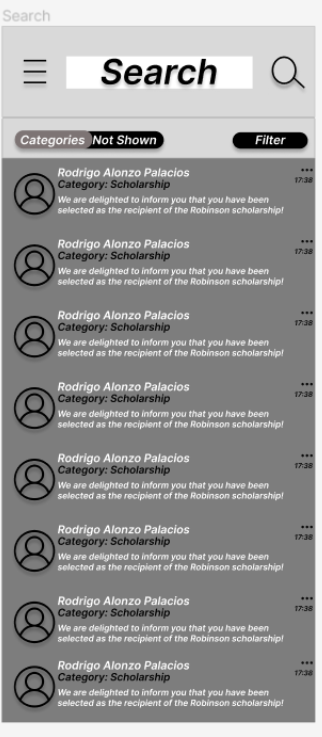 Search
Search
Categories Not Shown Filter
Rodrigo Alonzo Palacios
Category: Scholarship 17:38
We are delighted to inform you that you have been
selected as the recipient of the Robinson scholarship!
Rodrigo Alonzo Palacios
Category: Scholarship 17:38
We are delighted to inform you that you have been
selected as the recipient of the Robinson scholarship!
Rodrigo Alonzo Palacios
Category: Scholarship 17:38
We are delighted to inform you that you have been
selected as the recipient of the Robinson scholarship!
Rodrigo Alonzo Palacios
Category: Scholarship 17:38
We are delighted to inform you that you have been
selected as the recipient of the Robinson scholarship!
Rodrigo Alonzo Palacios
Category: Scholarship 17:38
We are delighted to inform you that you have been
selected as the recipient of the Robinson scholarship!
Rodrigo Alonzo Palacios
Category: Scholarship 17:38
We are delighted to inform you that you have been
selected as the recipient of the Robinson scholarship!
Rodrigo Alonzo Palacios
Category: Scholarship 17:38
We are delighted to inform you that you have been
selected as the recipient of the Robinson scholarship!
Rodrigo Alonzo Palacios
Category: Scholarship 17:38
We are delighted to inform you that you have been
selected as the recipient of the Robinson scholarship!